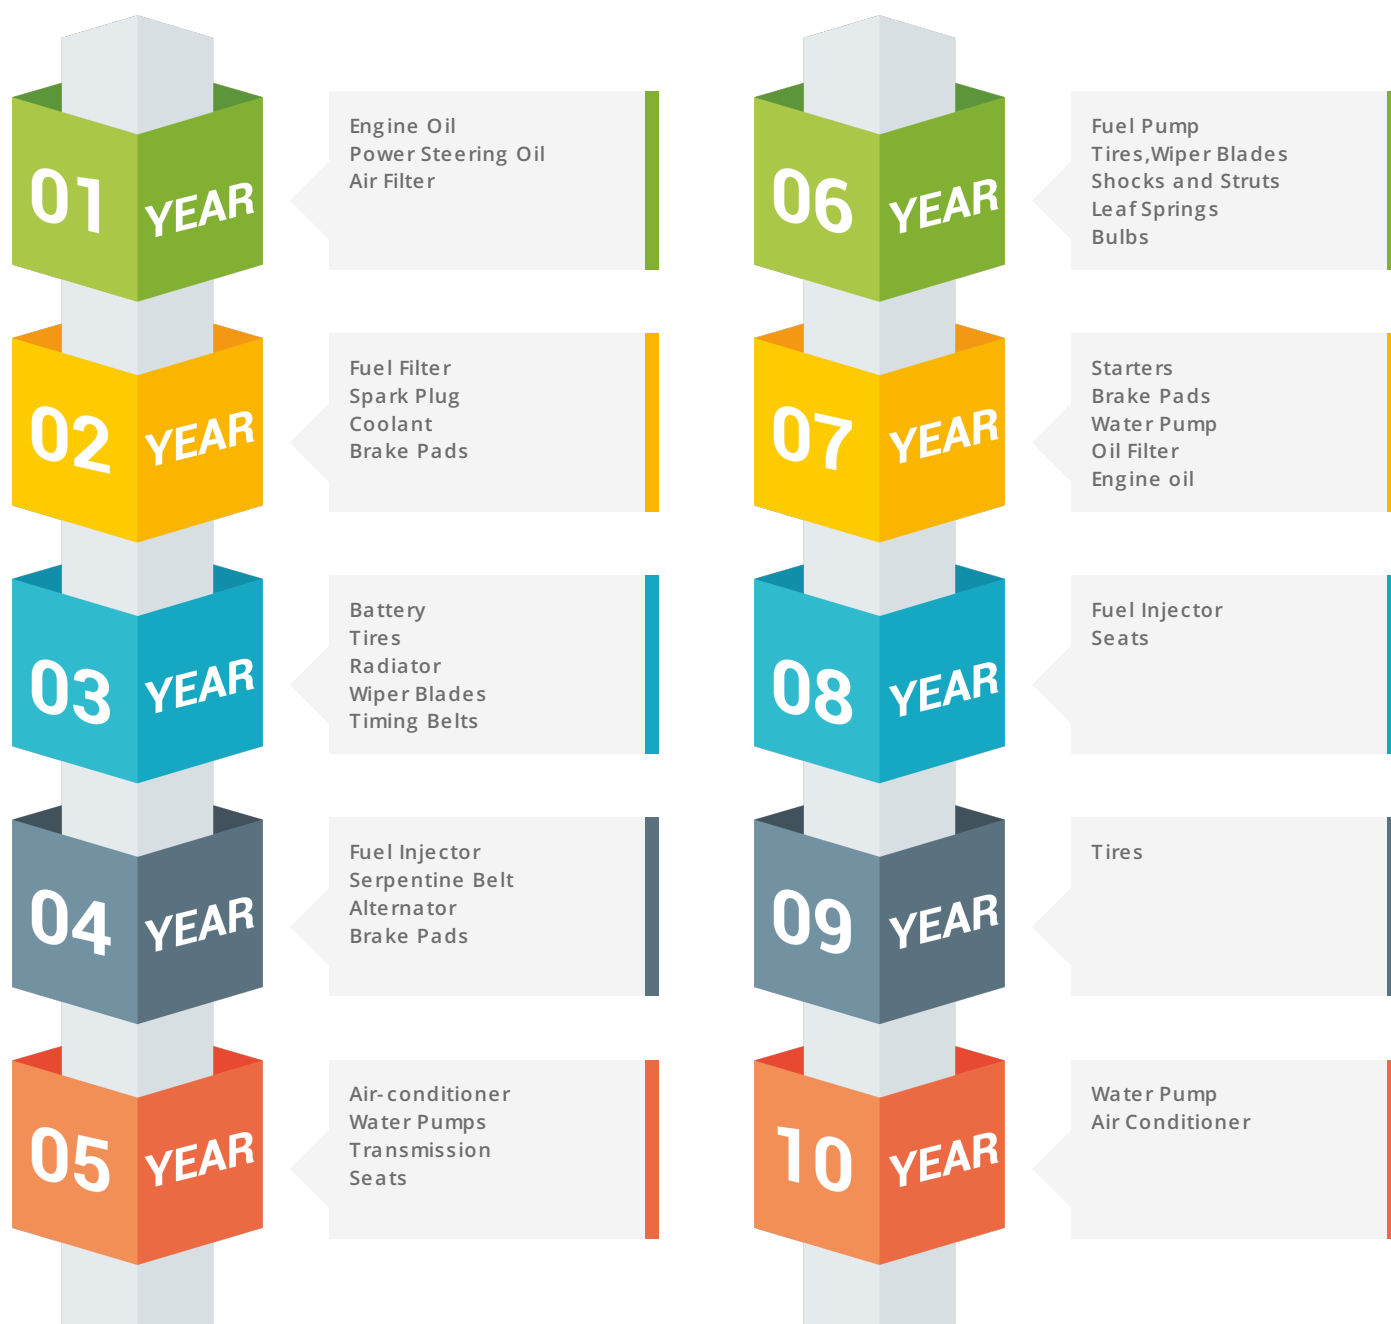 01 YEAR
Engine Oil
Power Steering Oil
Air Filter
02 YEAR
Fuel Filter
Spark Plug
Coolant
Brake Pads
03 YEAR
Battery
Tires
Radiator
Wiper Blades
Timing Belts
04 YEAR
Fuel Injector
Serpentine Belt
Alternator
Brake Pads
05 YEAR
Air-conditioner
Water Pumps
Transmission
Seats
06 YEAR
Fuel Pump
Tires,Wiper Blades
Shocks and Struts
Leaf Springs
Bulbs
07 YEAR
Starters
Brake Pads
Water Pump
Oil Filter
Engine oil
08 YEAR
Fuel Injector
Seats
09 YEAR
Tires
10 YEAR
Water Pump
Air Conditioner